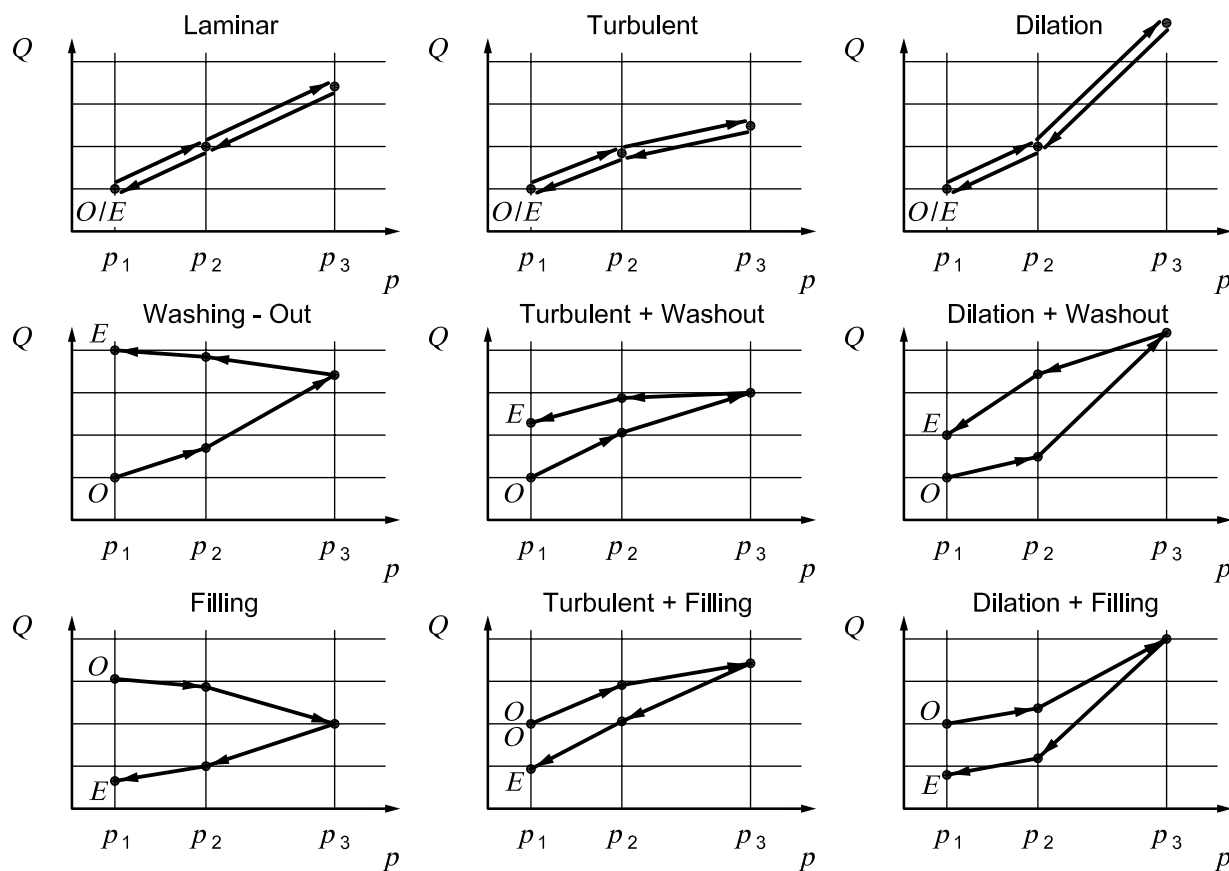 Laminar
Turbulent
Dilation
Q
Q
Q
O/E
O/E
O/E
p1 p2 p3
p1 p2 p3
p1 p2 p3
p
p
p
Washing - Out
Turbulent + Washout
Dilation + Washout
Q
Q
Q
E
E
E
O
O
O
p1 p2 p3
p1 p2 p3
p1 p2 p3
p
p
p
Filling
Turbulent + Filling
Dilation + Filling
Q
Q
Q
O
O
O
O
E
E
E
p1 p2 p3
p1 p2 p3
p1 p2 p3
p
p
p